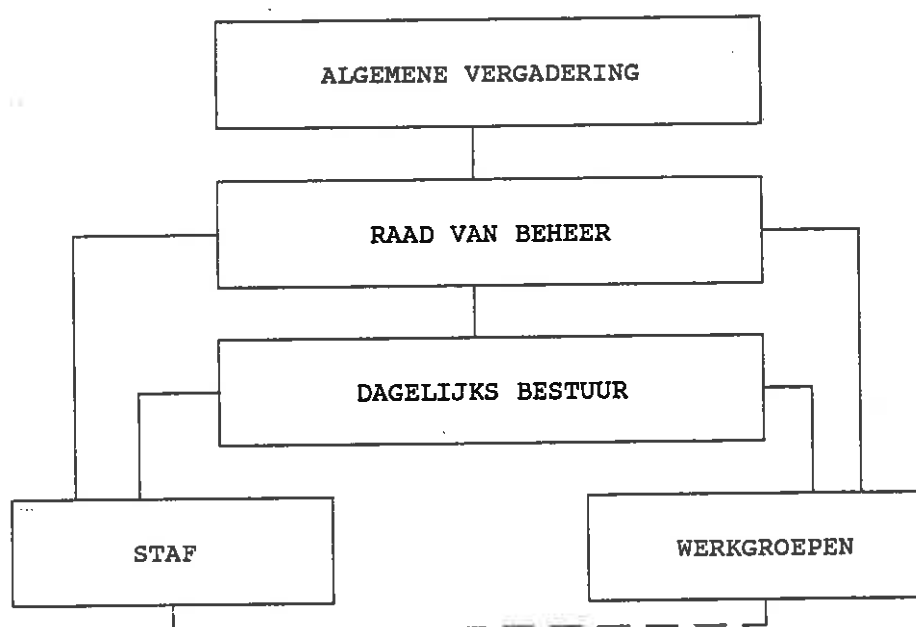 ALGEMENE VERGADERING
RAAD VAN BEHEER
DAGELIJKS BESTUUR
STAF
WERKGROEPEN